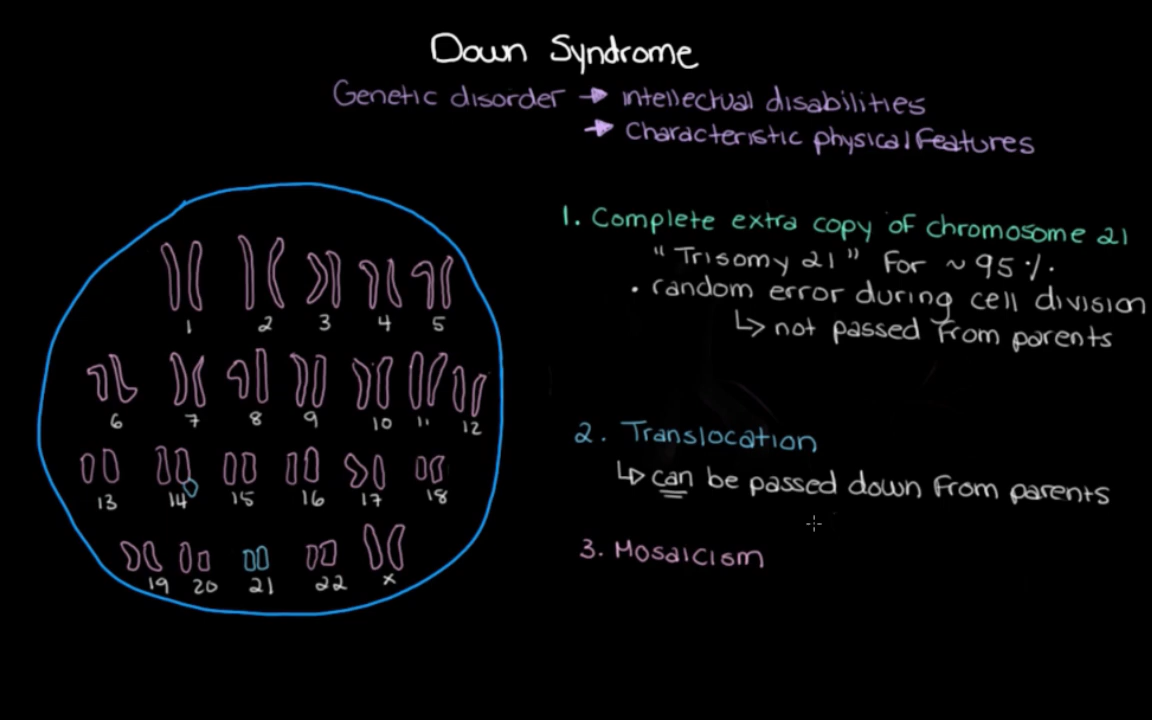 Down Syndrome
Genetic disorder → intellectual disabilities
→ Characteristic physical features
1. Complete extra copy of chromosome 21
"Trisomy 21" for ~95%.
• random error during cell division
↳ not passed from parents
2. Translocation
↳ can be passed down from parents
3. Mosaicism
1 2 3 4 5
6 7 8 9 10 11 12
13 14 15 16 17 18
19 20 21 22 x